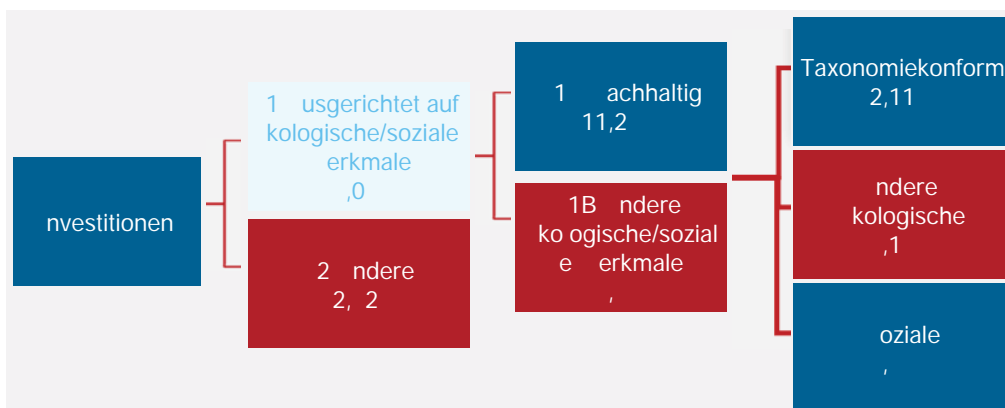 nvestitionen
1 usgerichtet auf
kologische/soziale
erkmale
,0
2 ndere
2, 2
1 achhaltig
11,2
1B ndere
ko ogische/sozial
e erkmale
,
Taxonomiekonform
2,11
ndere
kologische
,1
oziale
,